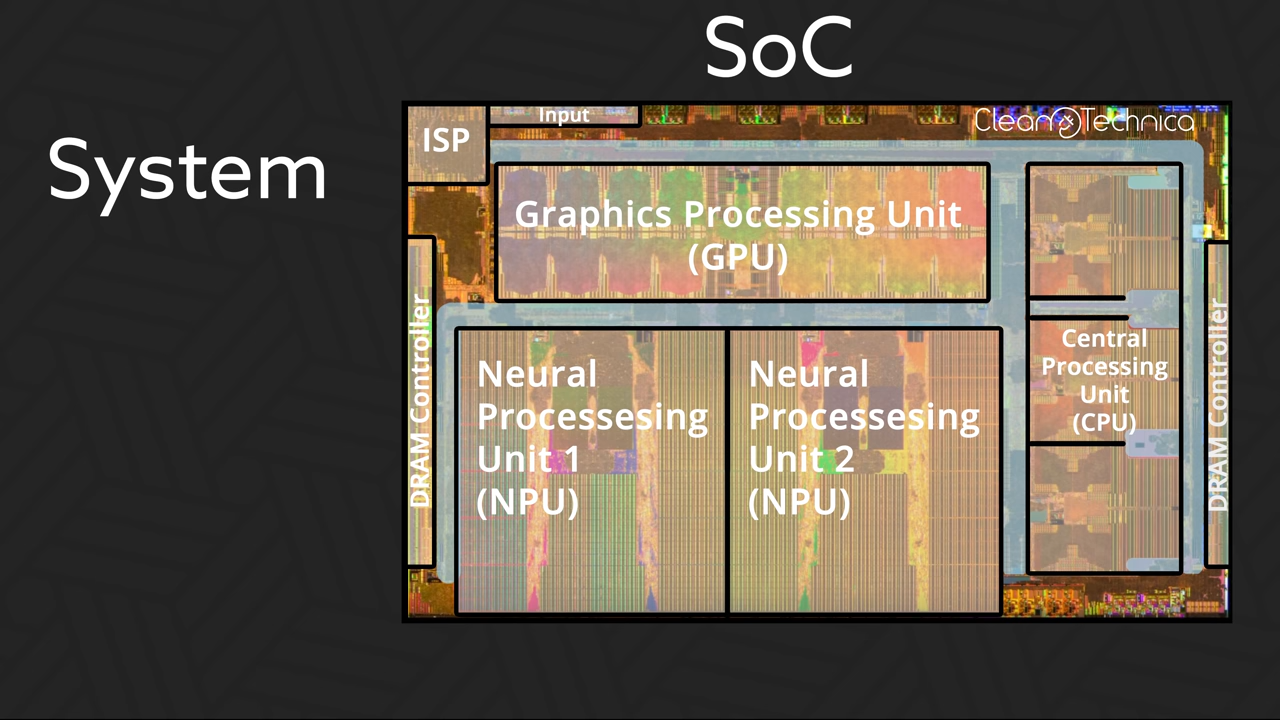 SoC
System
ISP
Input
CleanTechnica
Graphics Processing Unit
(GPU)
DRAM Controller
Neural
Processesing
Unit 1
(NPU)
Neural
Processesing
Unit 2
(NPU)
Central
Processing
Unit
(CPU)
DRAM Controller